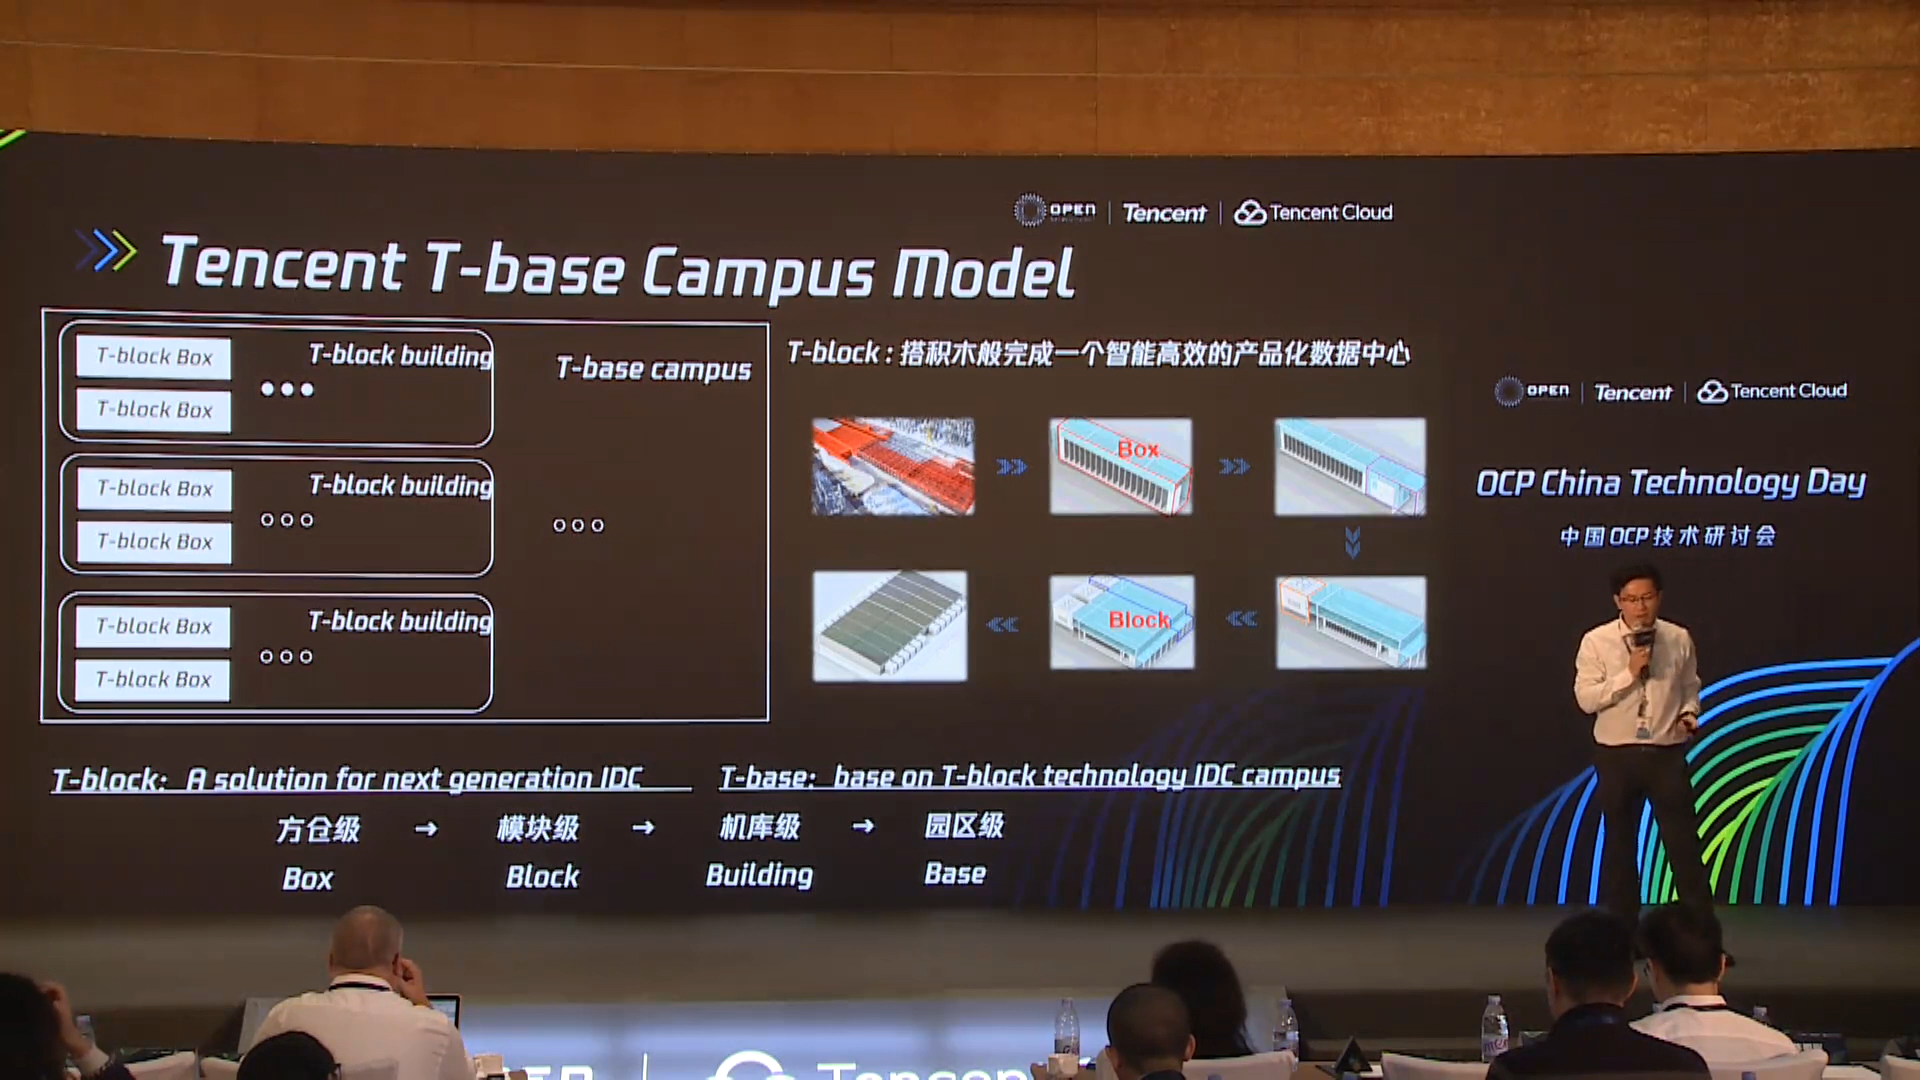 OPEN
Tencent
Tencent Cloud
Tencent T-base Campus Model
T-block Box
T-block building
T-block Box
T-base campus
T-block Box
T-block building
T-block Box
T-block Box
T-block building
T-block Box
T-block : 搭积木般完成一个智能高效的产品化数据中心
Box
Block
T-block: A solution for next generation IDC
T-base: base on T-block technology IDC campus
方仓级 → 模块级 → 机库级 → 园区级
Box Block Building Base
OPEN
Tencent
Tencent Cloud
OCP China Technology Day
中国OCP技术研讨会
Tencen